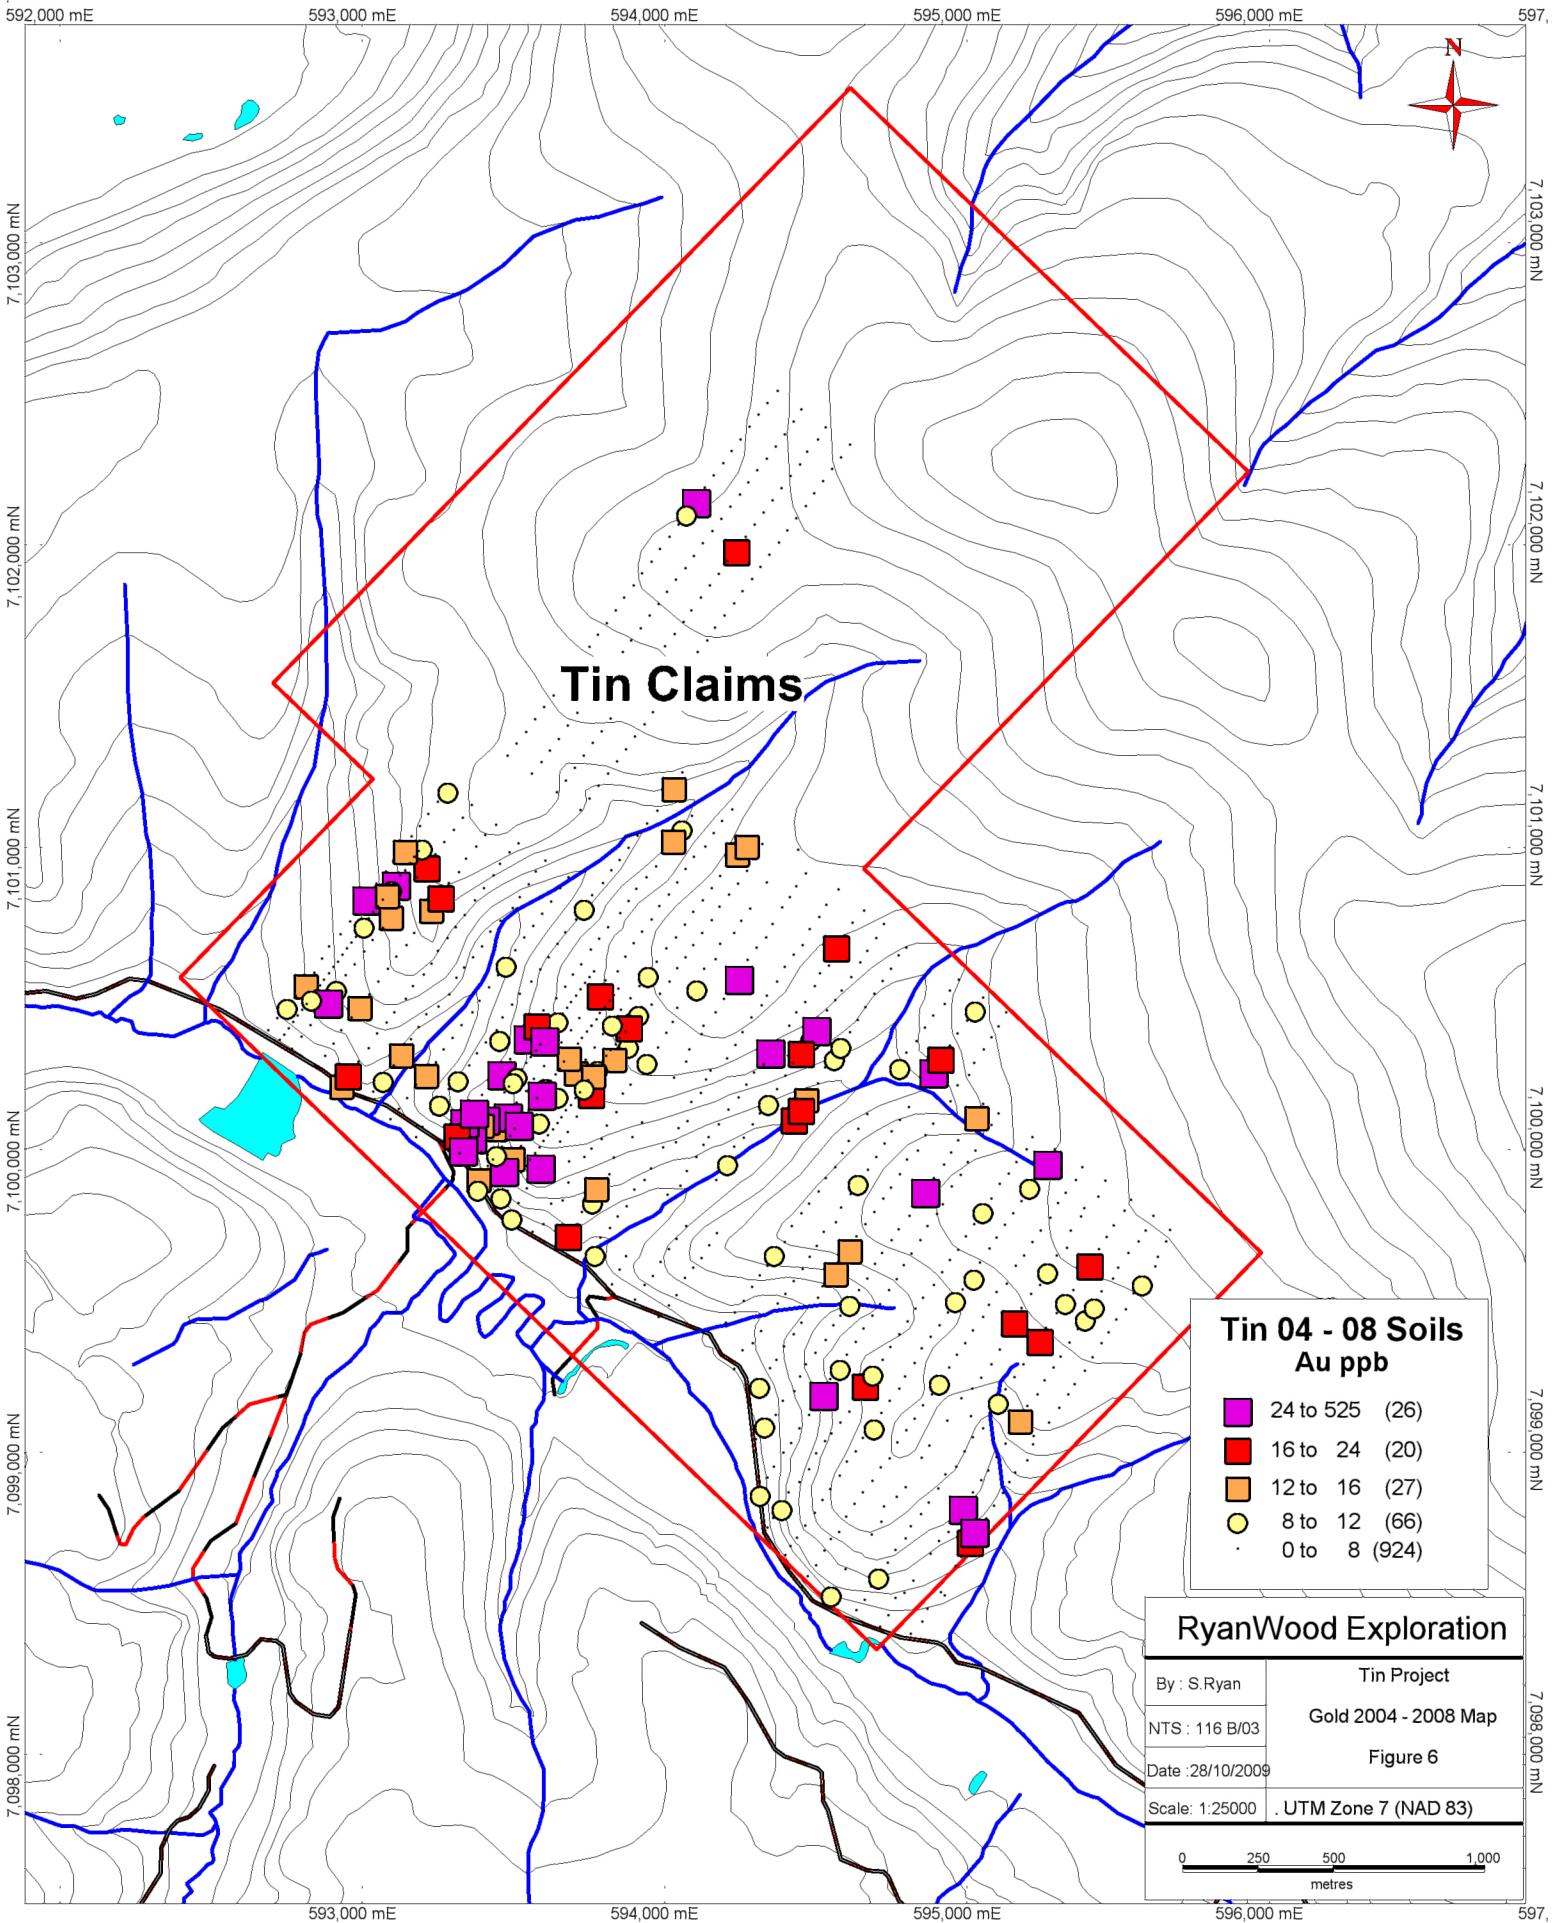 592,000 mE 593,000 mE 594,000 mE 595,000 mE 596,000 mE 597,
N
7,103,000 mN 7,103,000 mN
7,102,000 mN 7,102,000 mN
Tin Claims
7,101,000 mN 7,101,000 mN
7,100,000 mN 7,100,000 mN
Tin 04 - 08 Soils
Au ppb
24 to 525 (26)
16 to 24 (20)
12 to 16 (27)
8 to 12 (66)
0 to 8 (924)
7,099,000 mN 7,099,000 mN
RyanWood Exploration
By : S.Ryan
Tin Project
NTS : 116 B/03
Gold 2004 - 2008 Map
Figure 6
Date :28/10/2009
Scale: 1:25000
. UTM Zone 7 (NAD 83)
7,098,000 mN 7,098,000 mN
0 250 500 1,000
metres
593,000 mE 594,000 mE 595,000 mE 596,000 mE 597,